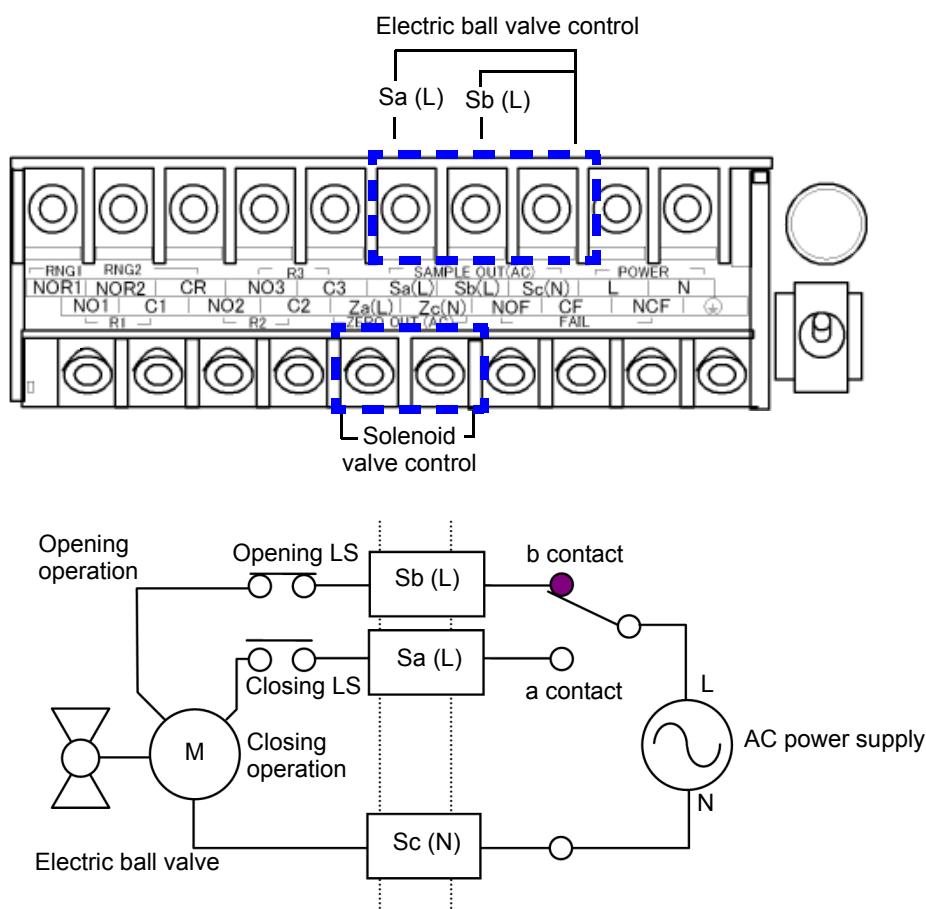 Electric ball valve control
Sa (L) Sb (L)
RNG1 RNG2 R3 SAMPLE OUT(AC) POWER
NOR1 NOR2 CR NO3 C3 Sa(L) Sb(L) Sc(N) L N
NO1 C1 NO2 C2 Za(L) Zc(N) NOF CF NCF
R1 R2 ZERO OUT (AC) FAIL
Solenoid
valve control
Opening
operation
Opening LS
Sb (L)
b contact
Sa (L)
Closing LS
a contact
L
M
Closing
operation
AC power supply
N
Sc (N)
Electric ball valve